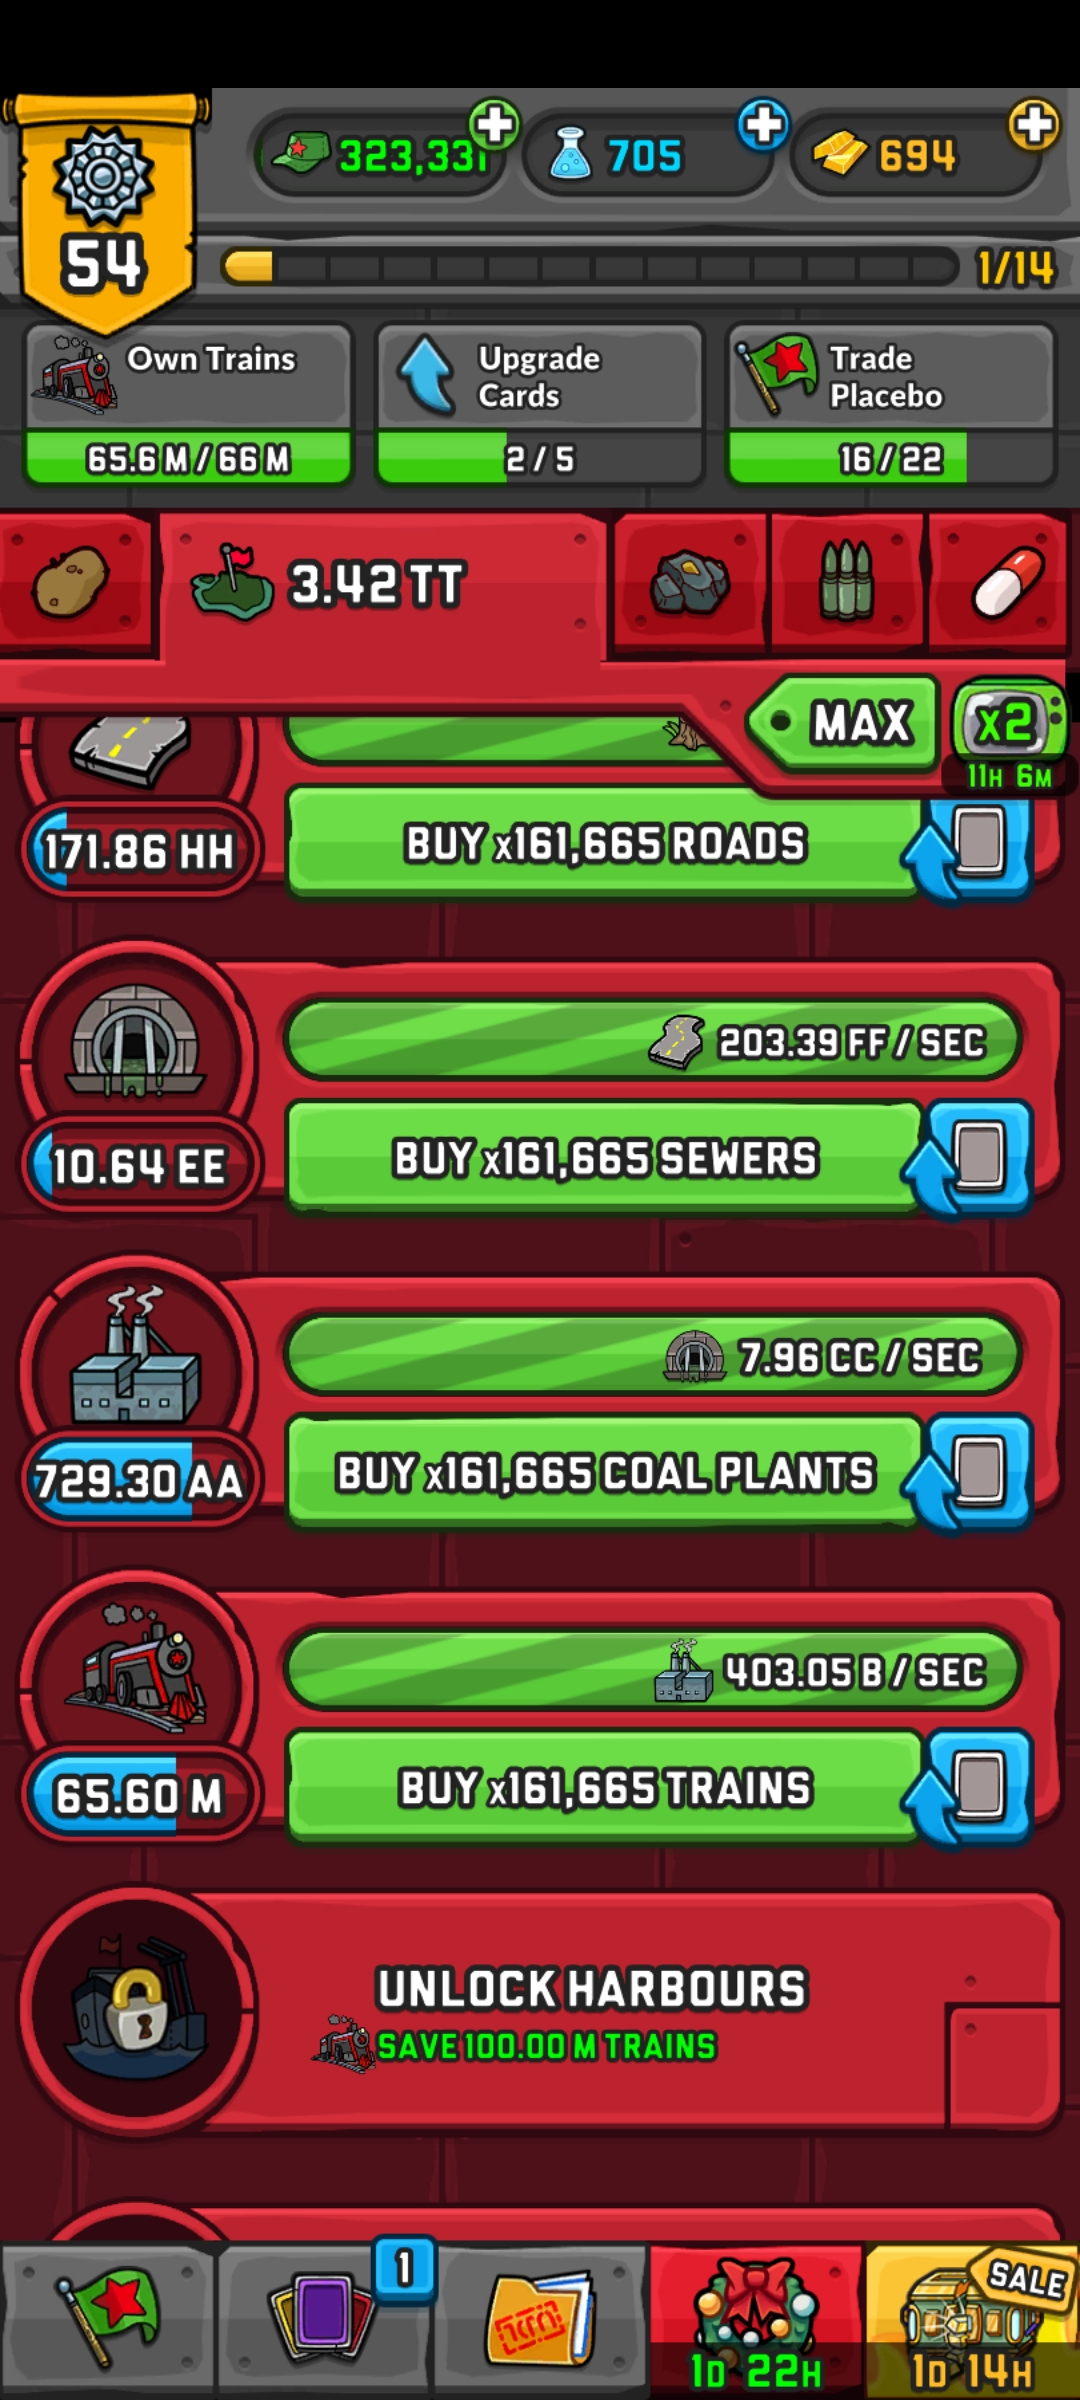 54
323,331
705
694
1/14
Own Trains
65.6 M / 66 M
Upgrade
Cards
2 / 5
Trade
Placebo
16 / 22
3.42 TT
MAX
x2
11H 6M
171.86 HH
BUY x161,665 ROADS
203.39 FF / SEC
10.64 EE
BUY x161,665 SEWERS
7.96 CC / SEC
729.30 AA
BUY x161,665 COAL PLANTS
403.05 B / SEC
65.60 M
BUY x161,665 TRAINS
UNLOCK HARBOURS
SAVE 100.00 M TRAINS
1
SALE
1D 22H
1D 14H